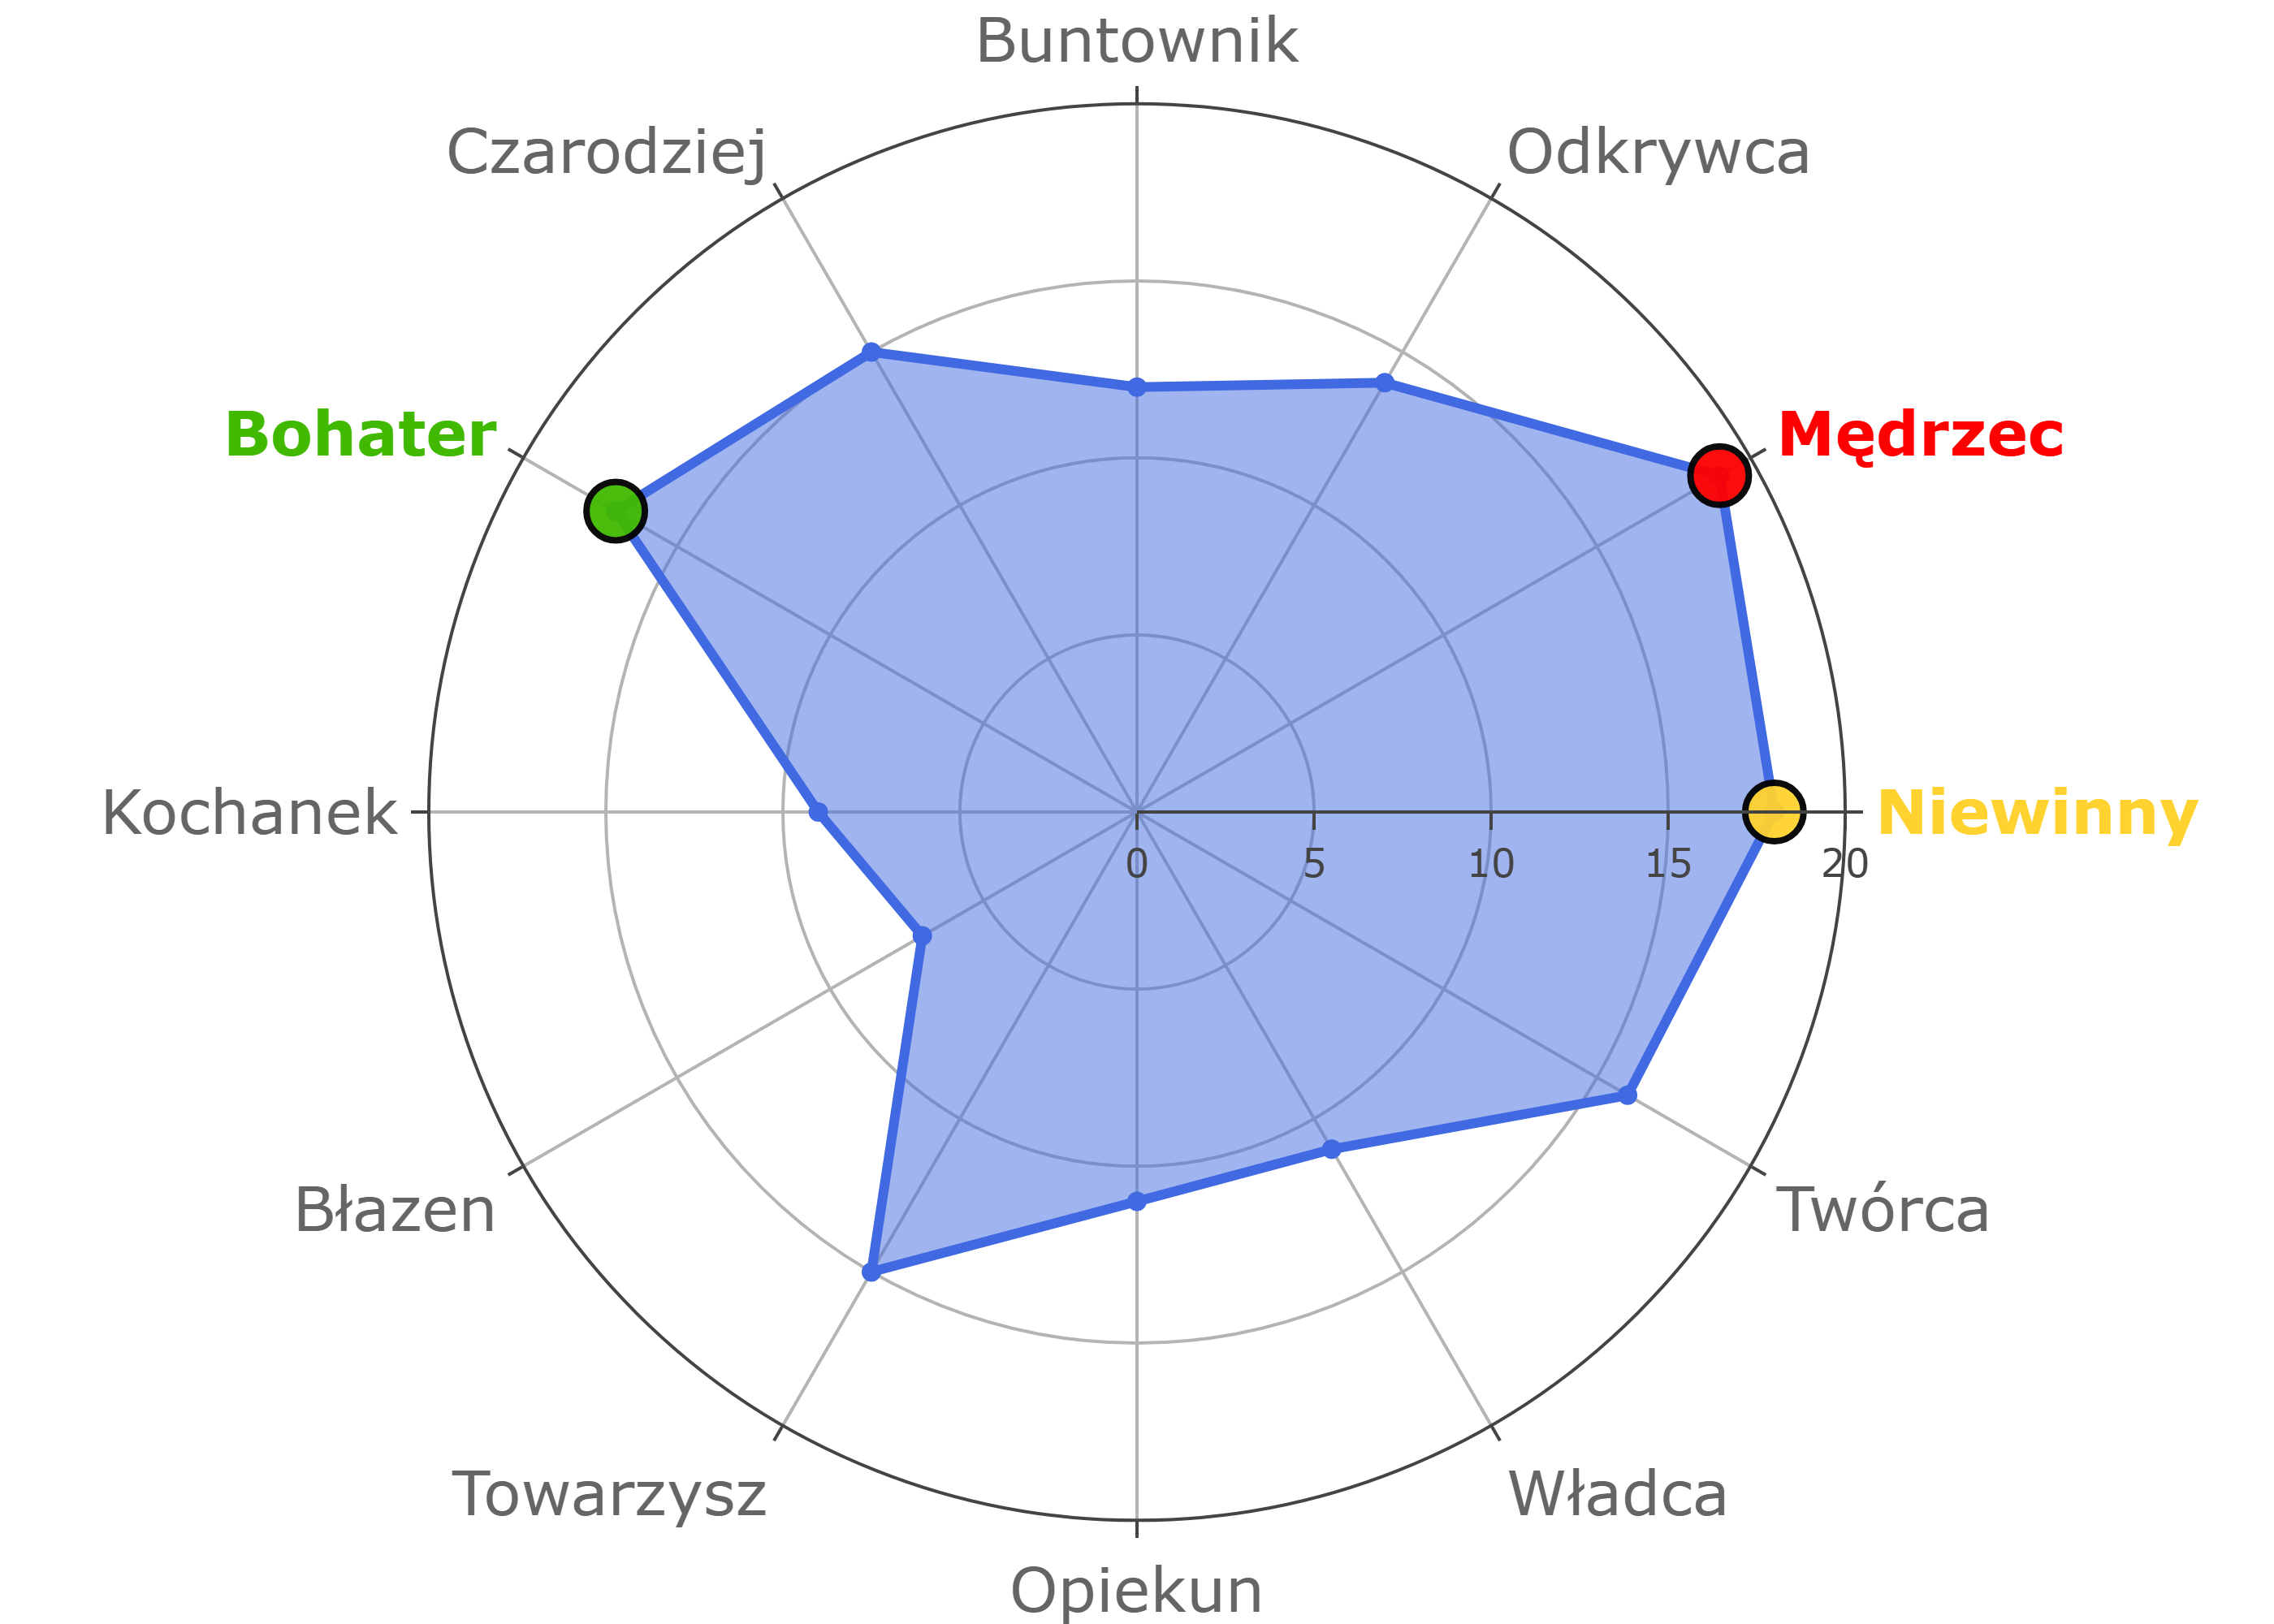 Buntownik
Czarodziej
Odkrywca
Bohater
Mędrzec
Kochanek
Niewinny
0 5 10 15 20
Błazen
Twórca
Towarzysz
Władca
Opiekun